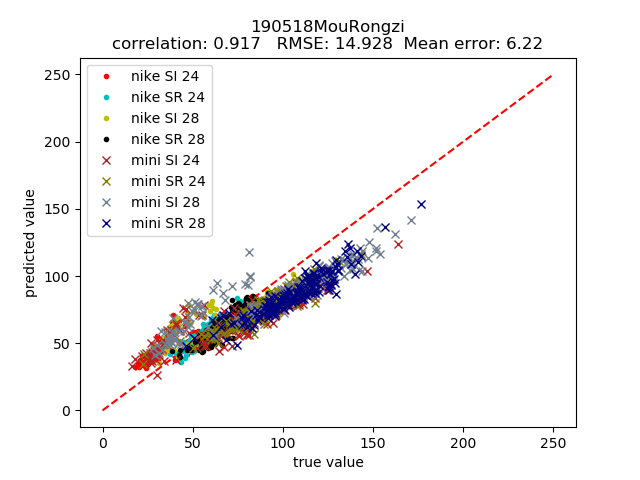 190518MouRongzi
correlation: 0.917 RMSE: 14.928 Mean error: 6.22
250
200
150
100
50
0
predicted value
nike SI 24
nike SR 24
nike SI 28
nike SR 28
mini SI 24
mini SR 24
mini SI 28
mini SR 28
0 50 100 150 200 250
true value